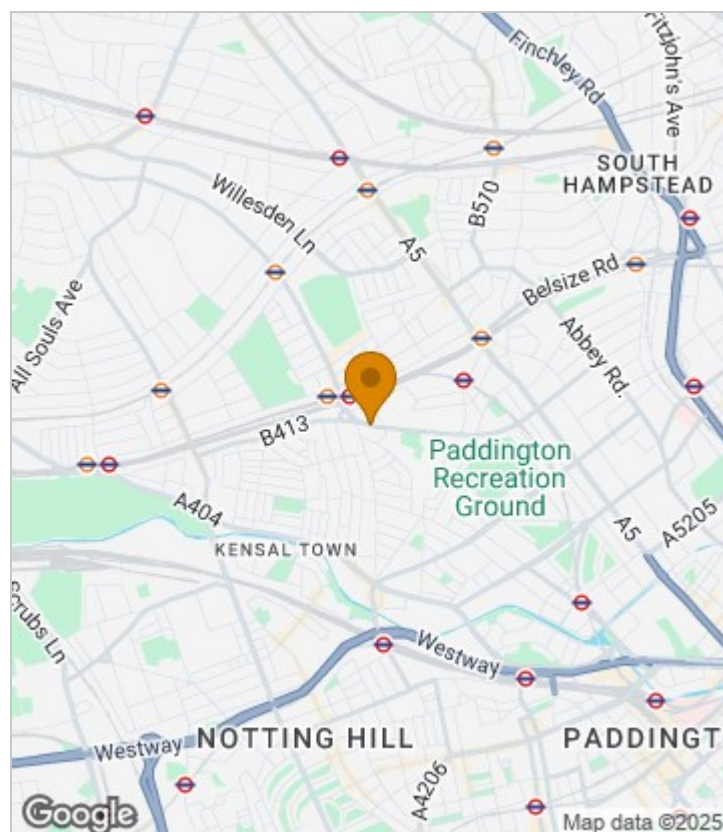 Finchley Rd
Fitzjohn's Ave
SOUTH
HAMPSTEAD
Willesden Ln
B510
A5
Belsize Rd
All Souls Ave
Abbey Rd.
B413
Paddington
Recreation
Ground
A404
A5205
A5
KENSAL TOWN
Scrubs Ln
Westway
NOTTING HILL
PADDINGT
Westway
A4206
Google
Map data ©2025